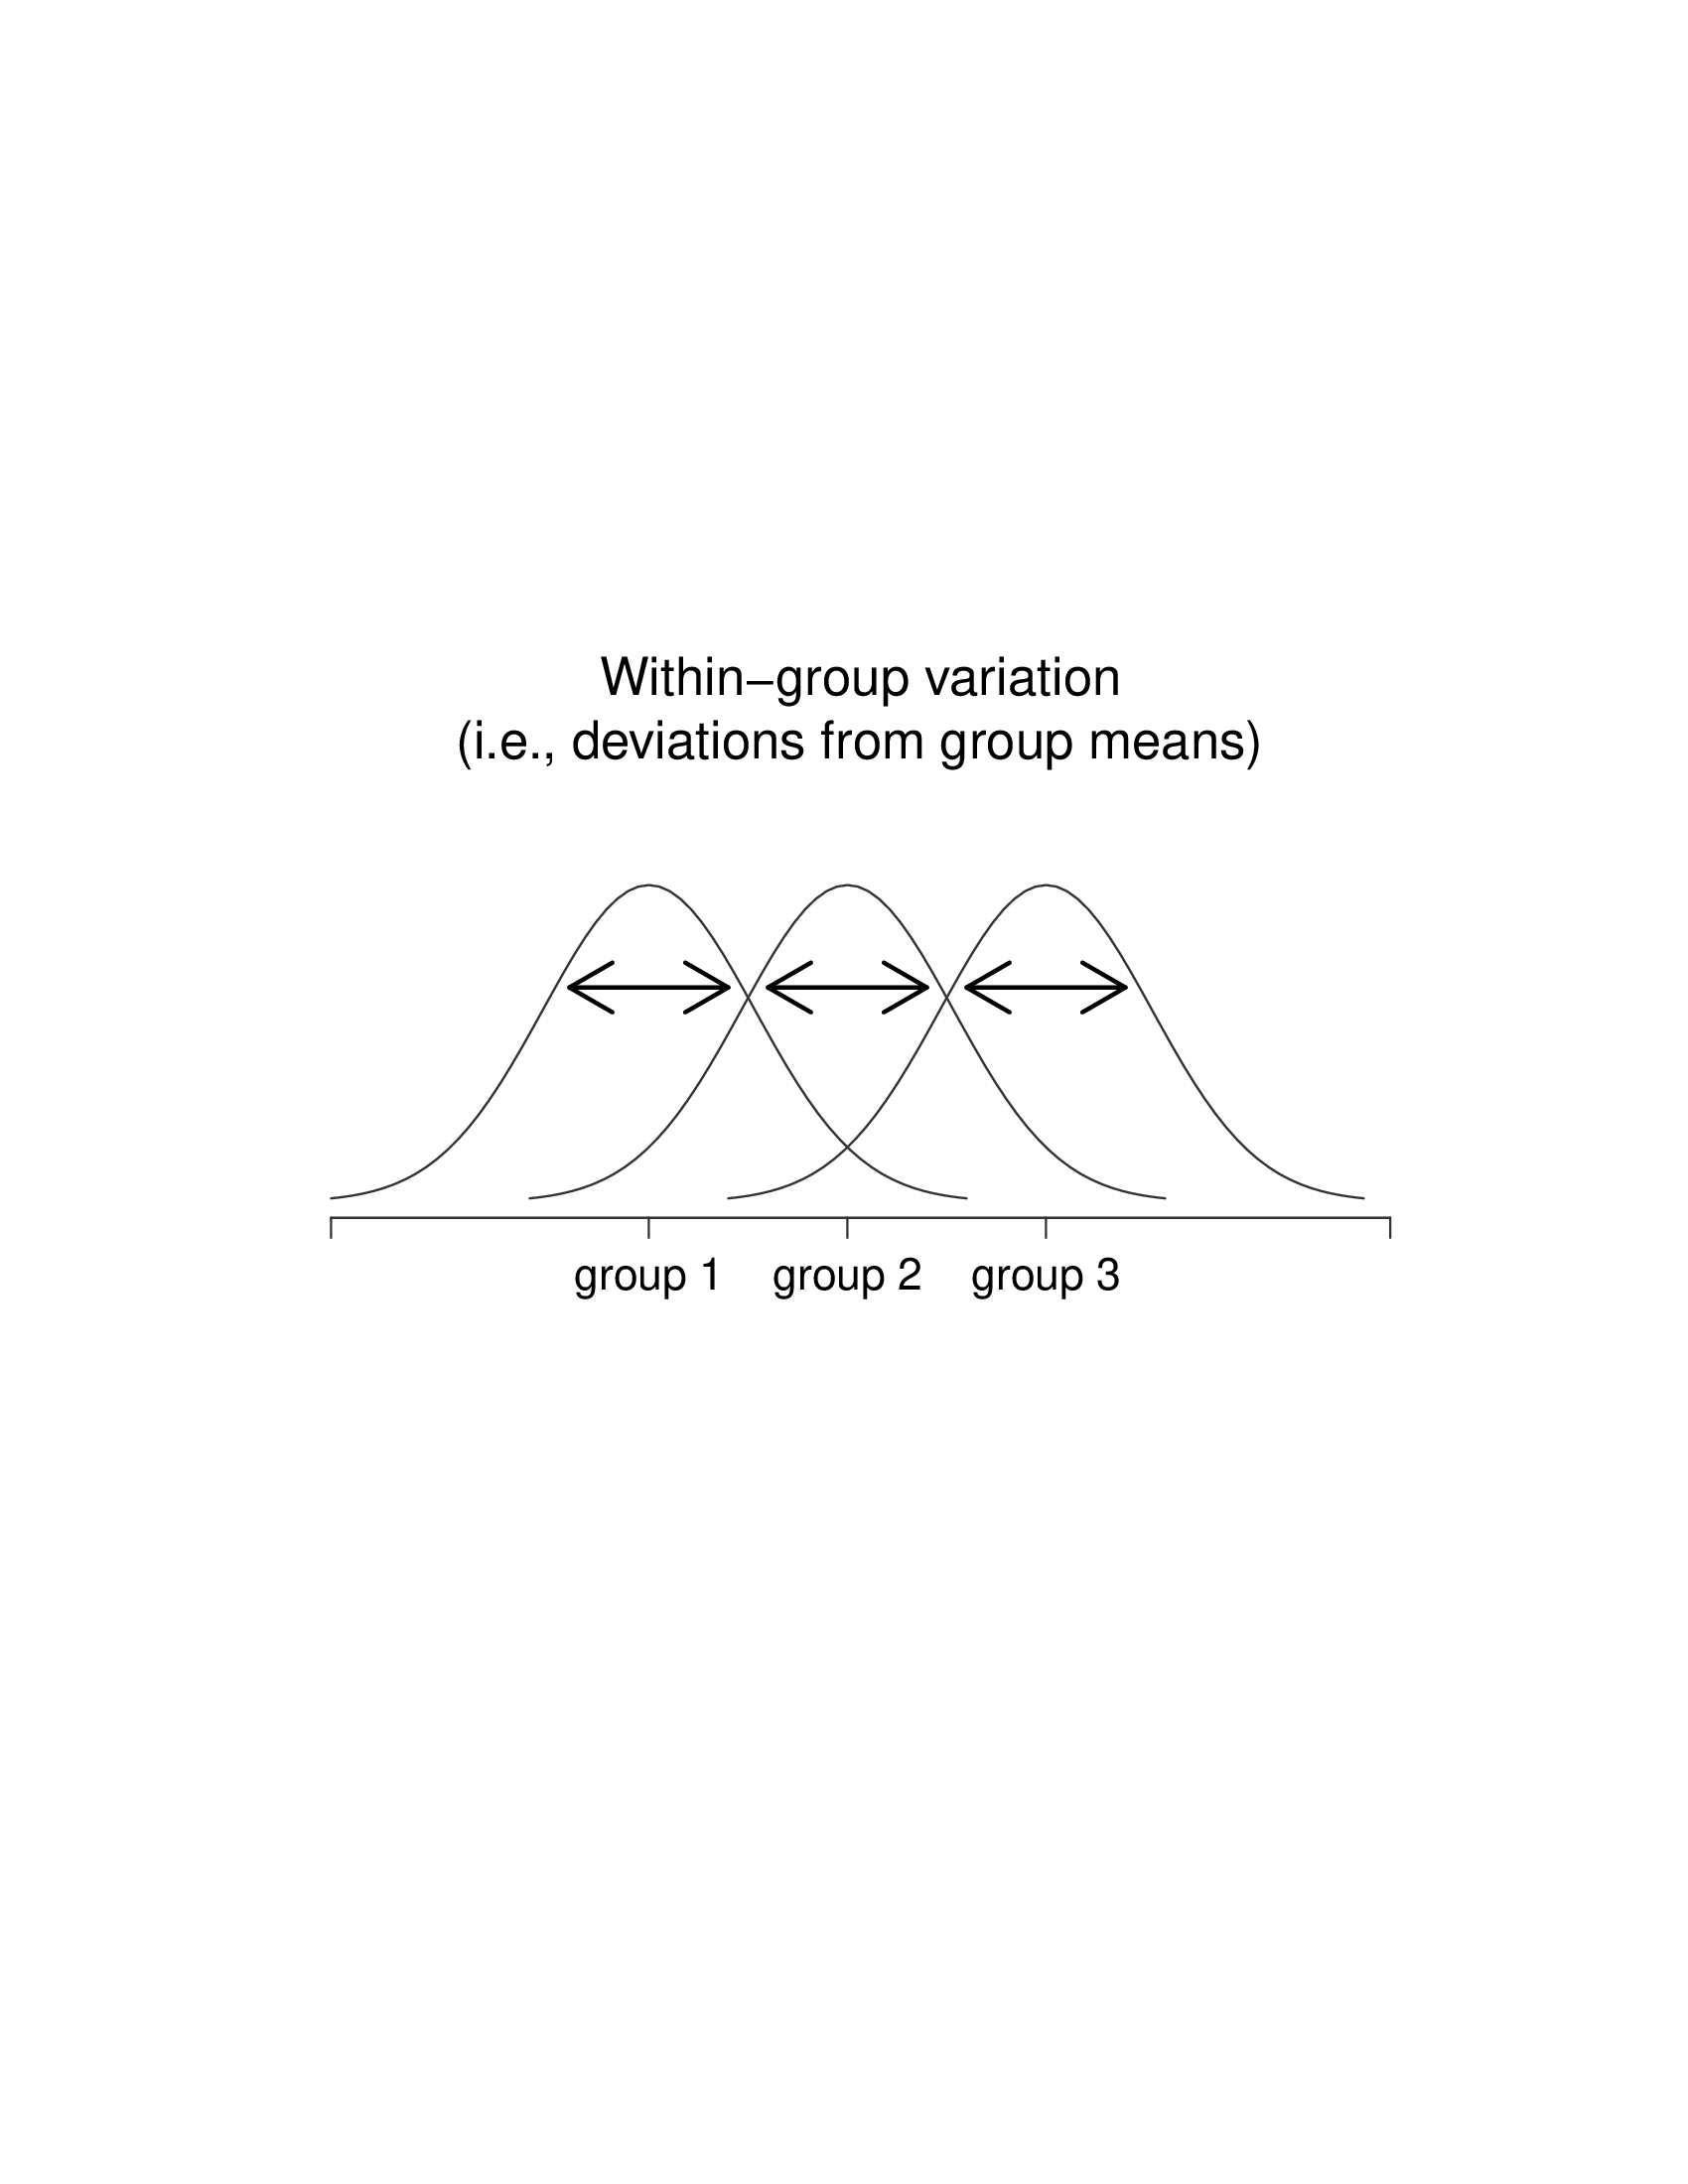 Within−group variation
(i.e., deviations from group means)
group 1 group 2 group 3